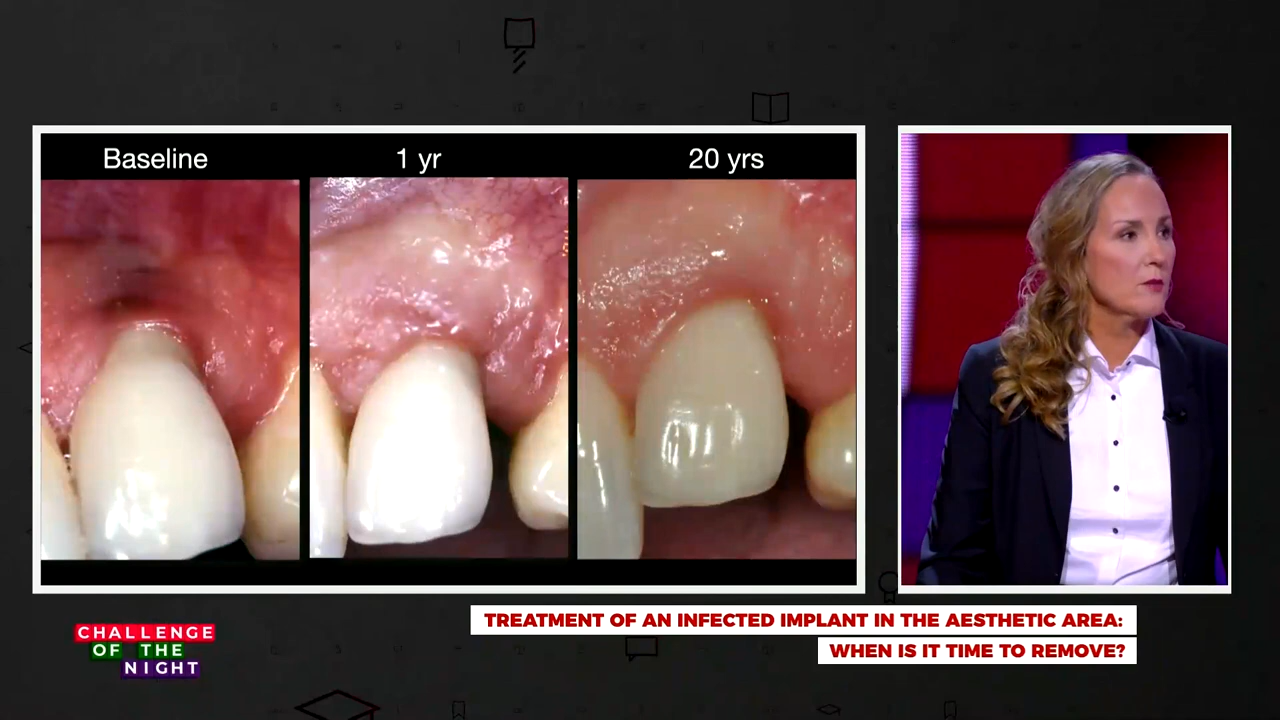 Baseline
1 yr
20 yrs
TREATMENT OF AN INFECTED IMPLANT IN THE AESTHETIC AREA:
WHEN IS IT TIME TO REMOVE?
CHALLENGE
OF THE
NIGHT